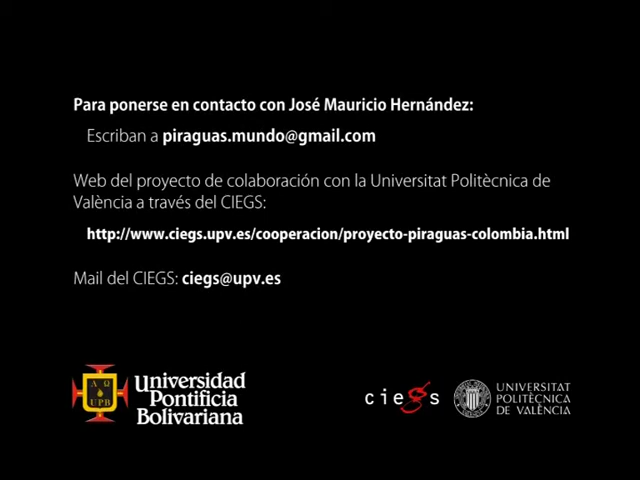 Para ponerse en contacto con José Mauricio Hernández:
Escriban a piraguas.mundo@gmail.com
Web del proyecto de colaboración con la Universitat Politècnica de
València a través del CIEGS:
http://www.ciegs.upv.es/cooperacion/proyecto-piraguas-colombia.html
Mail del CIEGS: ciegs@upv.es
A Ω
UPB
Universidad
Pontificia
Bolivariana
ciegs
UNIVERSITAT
POLITÈCNICA
DE VALÈNCIA